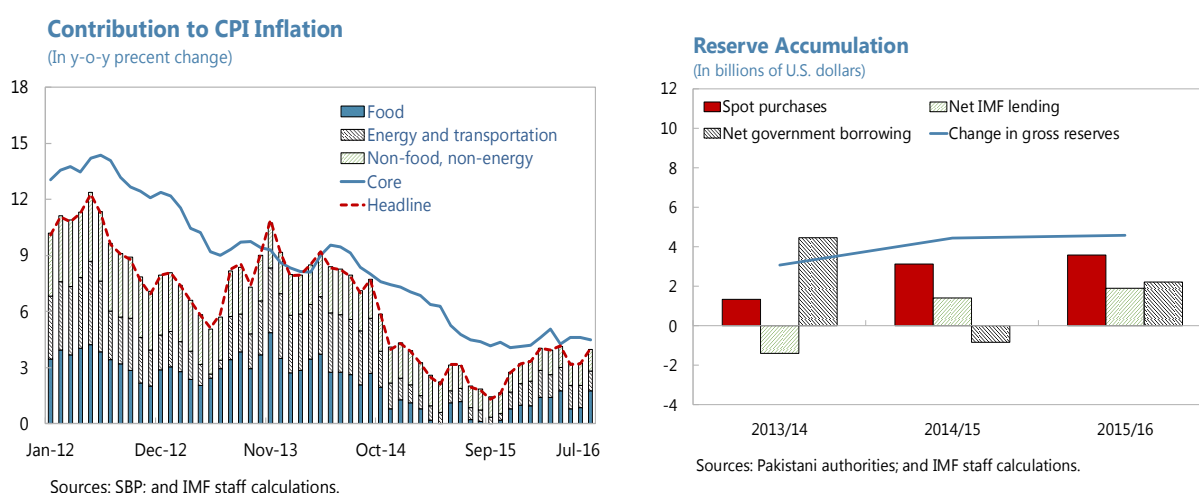 Contribution to CPI Inflation
(In y-o-y precent change)
18
15
12
9
6
3
0
Food
Energy and transportation
Non-food, non-energy
Core
Headline
Jan-12 Dec-12 Nov-13 Oct-14 Sep-15 Jul-16
Sources: SBP; and IMF staff calculations.
Reserve Accumulation
(In billions of U.S. dollars)
12
10
8
6
4
2
0
-2
-4
Spot purchases Net IMF lending
Net government borrowing Change in gross reserves
2013/14 2014/15 2015/16
Sources: Pakistani authorities; and IMF staff calculations.